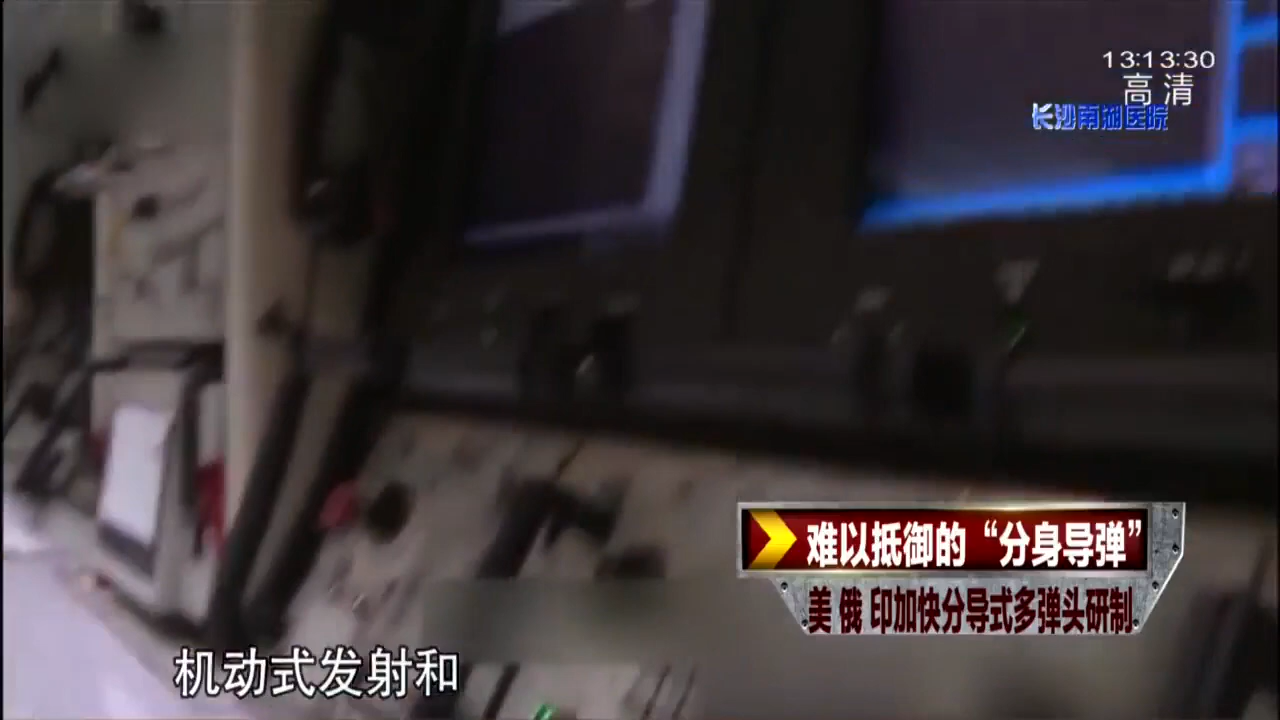 13:13:30
高清
长沙南湖医院
难以抵御的“分身导弹”
美 俄 印加快分导式多弹头研制
机动式发射和